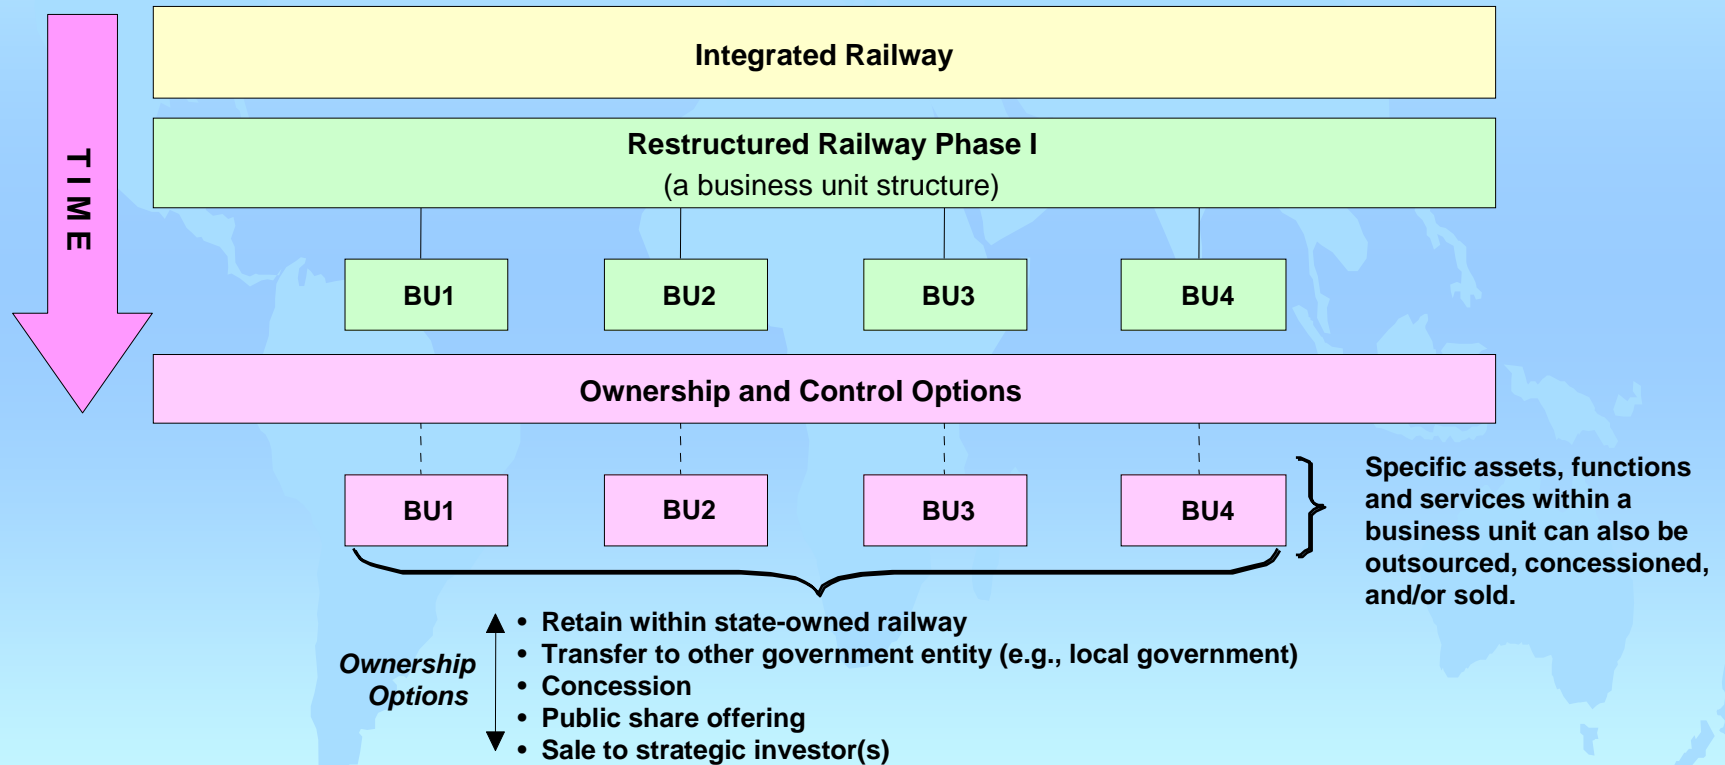 Integrated Railway
TIME
Restructured Railway Phase I
(a business unit structure)
BU1
BU2
BU3
BU4
Ownership and Control Options
BU1
BU2
BU3
BU4
Specific assets, functions
and services within a
business unit can also be
outsourced, concessioned,
and/or sold.
Ownership
Options
• Retain within state-owned railway
• Transfer to other government entity (e.g., local government)
• Concession
• Public share offering
• Sale to strategic investor(s)